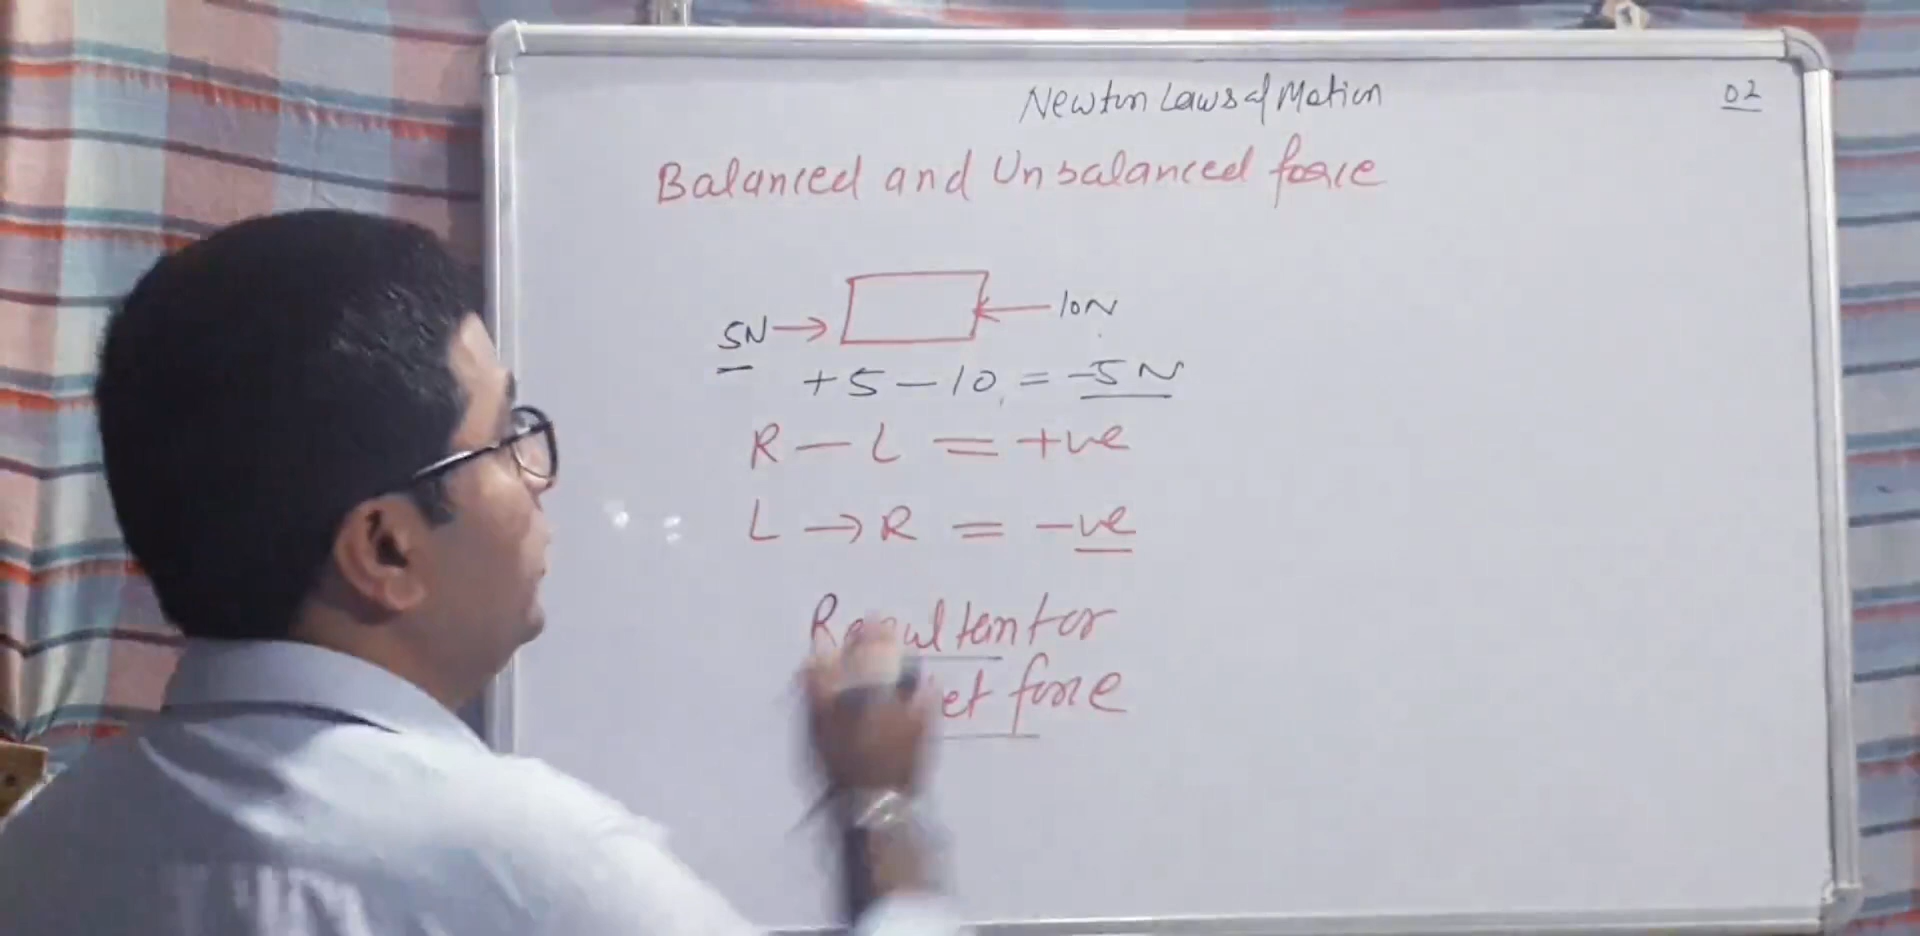 Newton Laws of Motion 02
Balanced and Unbalanced force
5N → ← 10N
+5 - 10 = -5N
R - L = +ve
L → R = -ve
Resultant or
et force